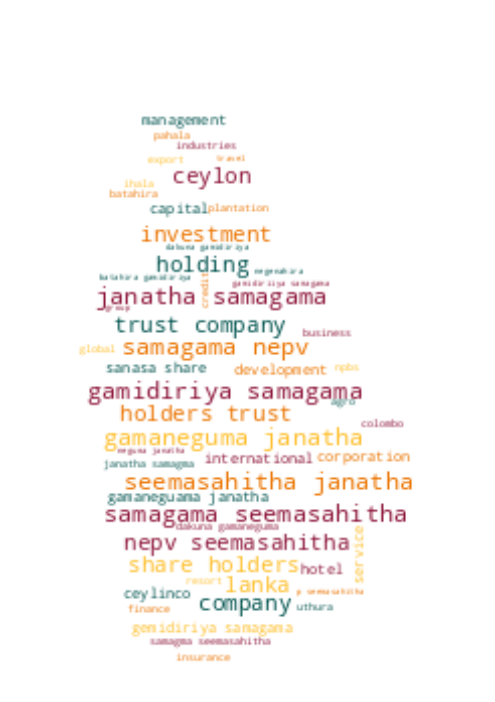 management
pahala
industries
export travel
ceylon
ihala
batahira
capital plantation
investment
dakuna gamidiriya
holding negenahira
batahira gamidiriya
credit
gamidiriiya samagama
janatha samagama
group
trust company
business
global samagama nepv
sanasa share development npbs
gamidiriya samagama
agro
holders trust
colombo
gamaneguma janatha
neguma janatha
janatha samagma international corporation
seemasahitha janatha
gamaneguama janatha
samagama seemasahitha
dakuna gamaneguma
nepv seemasahitha
service
share holders hotel
resort lanka
ceylinco p seemasahitha
finance company uthura
gemidiriya samagama
samagma seemasahitha
insurance